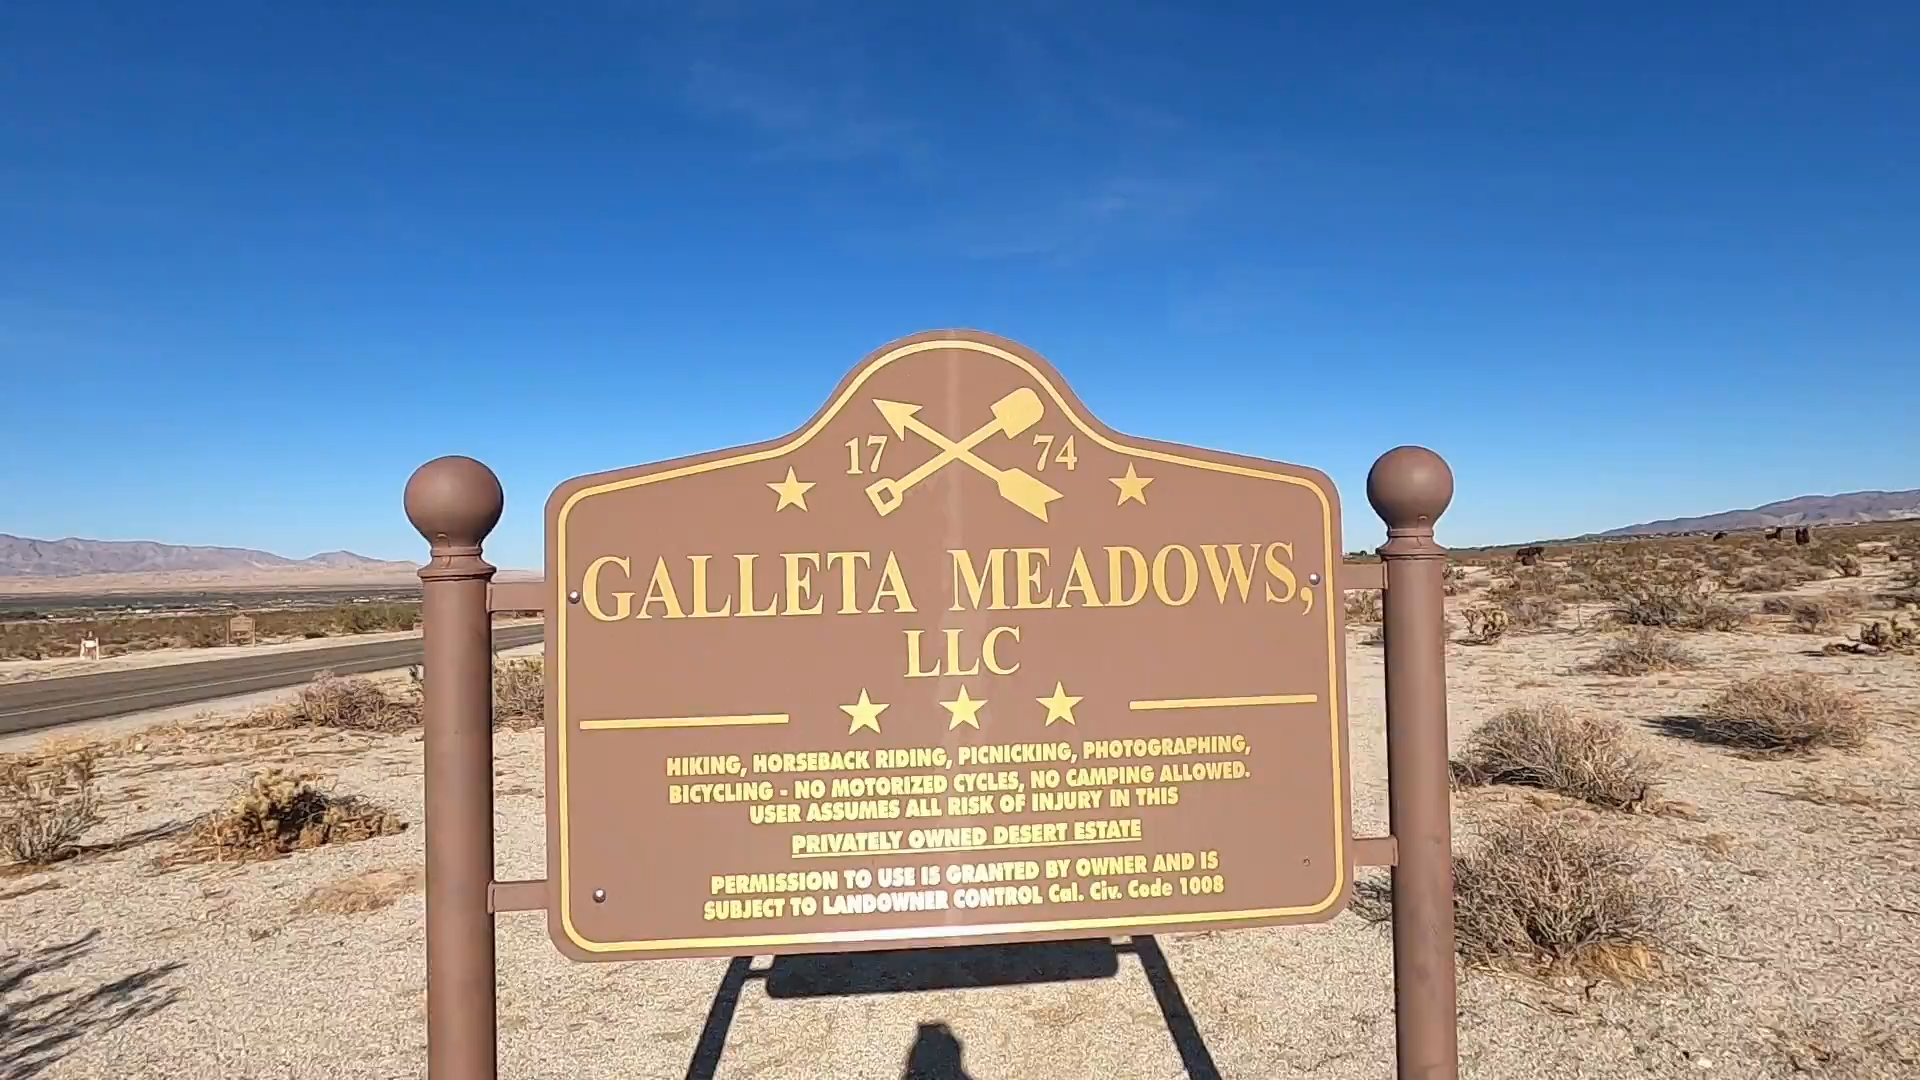 17 74
GALLETA MEADOWS,
LLC
HIKING, HORSEBACK RIDING, PICNICKING, PHOTOGRAPHING,
BICYCLING - NO MOTORIZED CYCLES, NO CAMPING ALLOWED.
USER ASSUMES ALL RISK OF INJURY IN THIS
PRIVATELY OWNED DESERT ESTATE
PERMISSION TO USE IS GRANTED BY OWNER AND IS
SUBJECT TO LANDOWNER CONTROL Cal. Civ. Code 1008